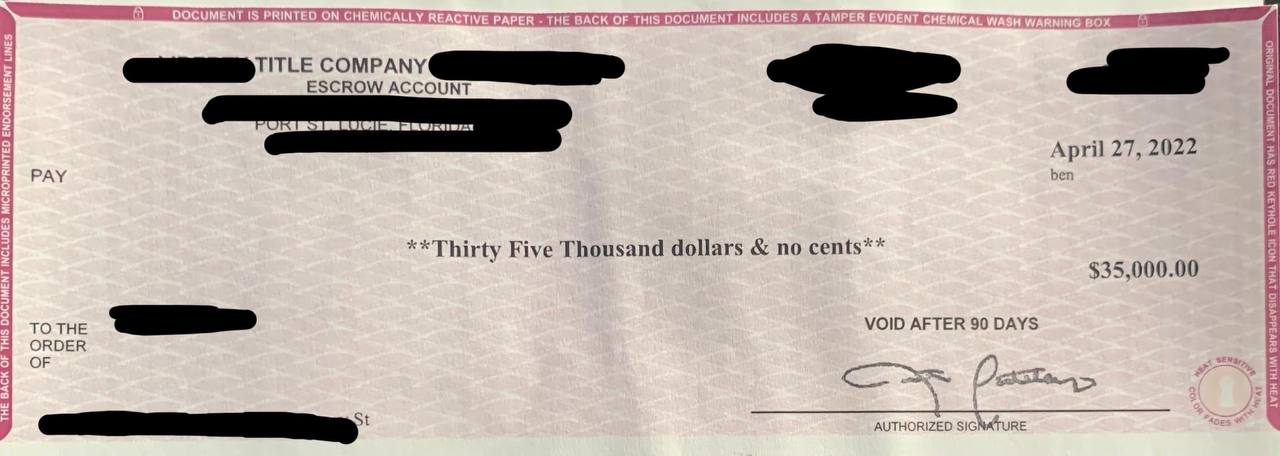 DOCUMENT IS PRINTED ON CHEMICALLY REACTIVE PAPER - THE BACK OF THIS DOCUMENT INCLUDES A TAMPER EVIDENT CHEMICAL WASH WARNING BOX
THE BACK OF THIS DOCUMENT INCLUDES MICROPRINTED ENDORSEMENT LINES
ORIGINAL DOCUMENT HAS RED KEYHOLE ICON THAT DISAPPEARS WITH HEAT
TITLE COMPANY
ESCROW ACCOUNT
PORT ST. LUCIE, FLORIDA
April 27, 2022
ben
PAY
**Thirty Five Thousand dollars & no cents**
$35,000.00
TO THE
ORDER
OF
VOID AFTER 90 DAYS
St
AUTHORIZED SIGNATURE
HEAT SENSITIVE
COLOR FADES WITH HEAT